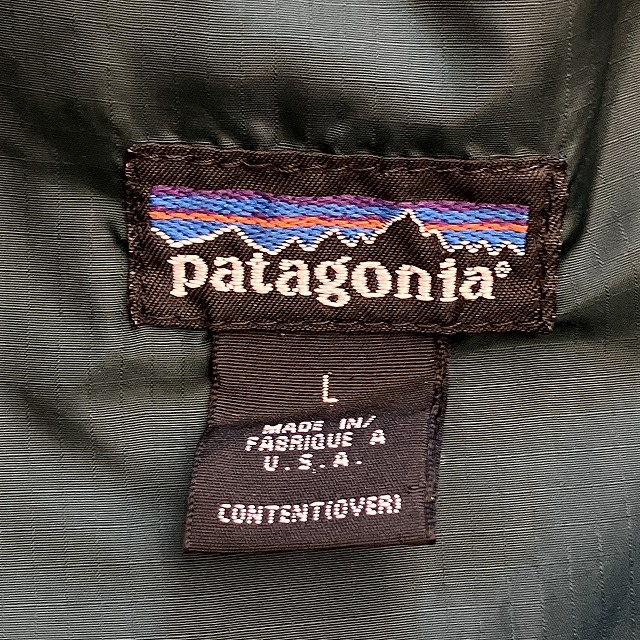 patagonia®
L
MADE IN/
FABRIQUE A
U.S.A.
CONTENT(OVER)